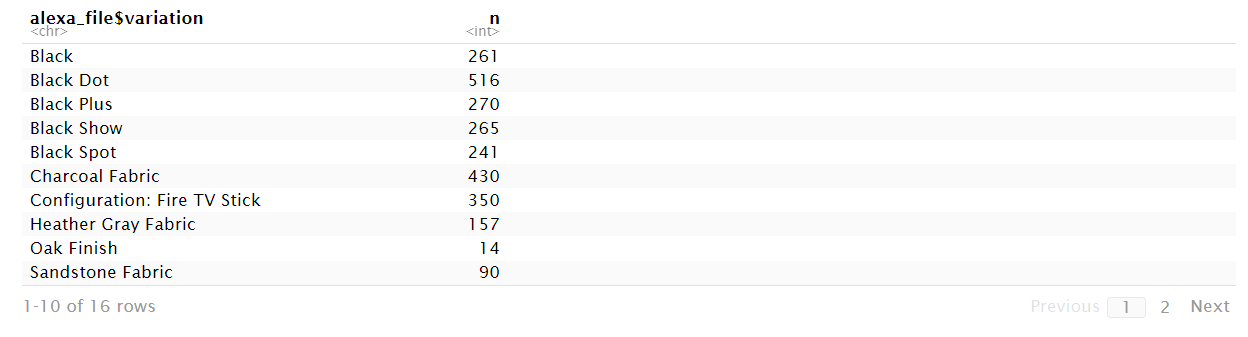 alexa_file$variation n
<chr> <int>
Black 261
Black Dot 516
Black Plus 270
Black Show 265
Black Spot 241
Charcoal Fabric 430
Configuration: Fire TV Stick 350
Heather Gray Fabric 157
Oak Finish 14
Sandstone Fabric 90
1-10 of 16 rows Previous 1 2 Next